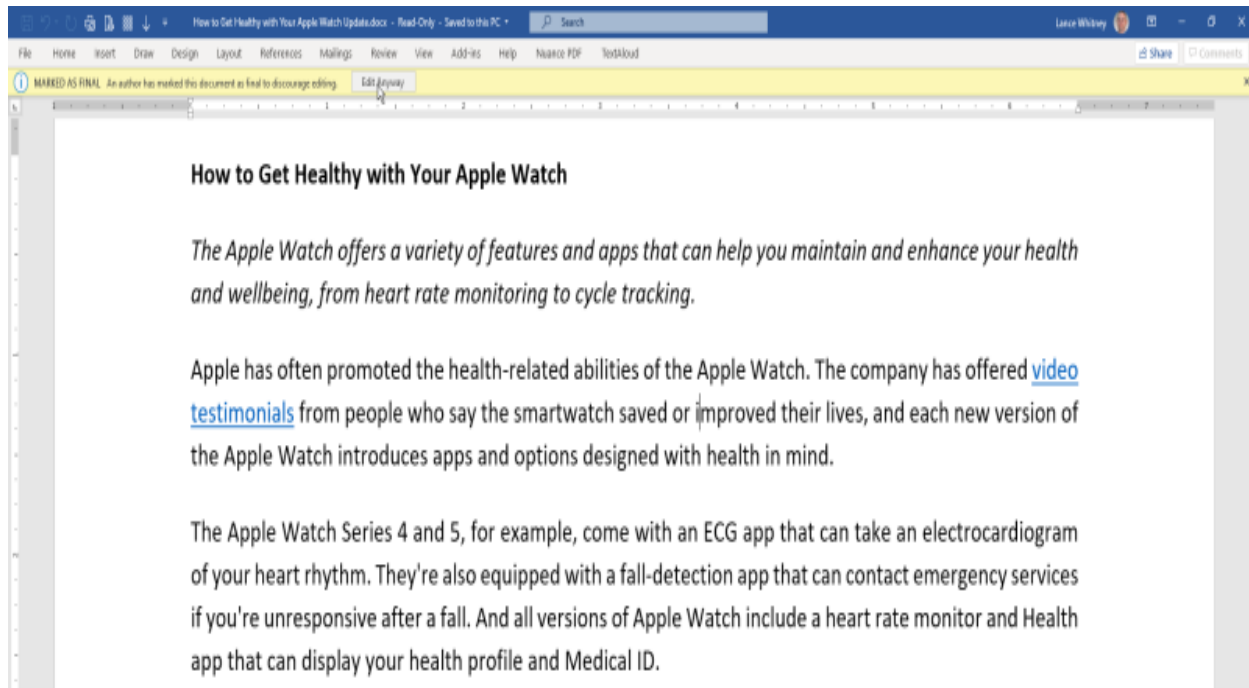 How to Get Healthy with Your Apple Watch Update.docx - Read-Only - Saved to this PC
Search
Lance Whitney
File Home Insert Draw Design Layout References Mailings Review View Add-ins Help Nuance PDF TextAloud
Share Comments
MARKED AS FINAL An author has marked this document as final to discourage editing. Edit Anyway
1 2 3 4 5 6 7
How to Get Healthy with Your Apple Watch
The Apple Watch offers a variety of features and apps that can help you maintain and enhance your health
and wellbeing, from heart rate monitoring to cycle tracking.
Apple has often promoted the health-related abilities of the Apple Watch. The company has offered video
testimonials from people who say the smartwatch saved or improved their lives, and each new version of
the Apple Watch introduces apps and options designed with health in mind.
The Apple Watch Series 4 and 5, for example, come with an ECG app that can take an electrocardiogram
of your heart rhythm. They're also equipped with a fall-detection app that can contact emergency services
if you're unresponsive after a fall. And all versions of Apple Watch include a heart rate monitor and Health
app that can display your health profile and Medical ID.